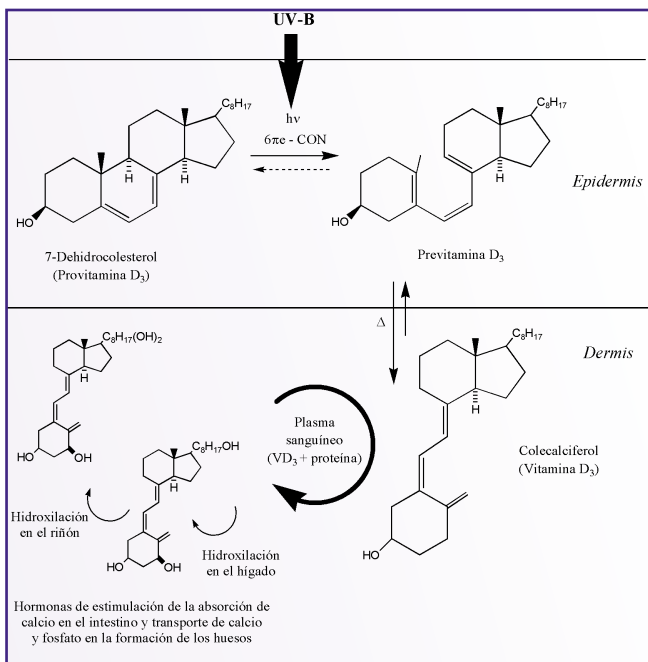 UV-B
C₈H₁₇
C₈H₁₇
hν
6πe - CON
H
H
H
HO
HO
Epidermis
7-Dehidrocolesterol
(Provitamina D₃)
Previtamina D₃
Δ
C₈H₁₇(OH)₂
H
OH
HO
C₈H₁₇
Dermis
H
Plasma
sanguíneo
(VD₃ + proteína)
Colecalciferol
(Vitamina D₃)
HO
C₈H₁₇OH
H
HO
OH
Hidroxilación
en el riñón
Hidroxilación
en el hígado
Hormonas de estimulación de la absorción de
calcio en el intestino y transporte de calcio
y fosfato en la formación de los huesos